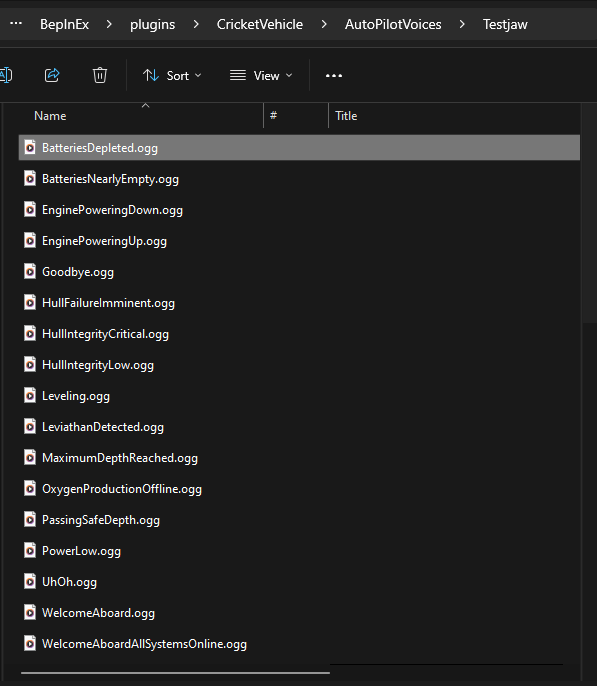 ··· BepInEx > plugins > CricketVehicle > AutoPilotVoices > Testjaw
Sort View ···
Name # Title
BatteriesDepleted.ogg
BatteriesNearlyEmpty.ogg
EnginePoweringDown.ogg
EnginePoweringUp.ogg
Goodbye.ogg
HullFailureImminent.ogg
HullIntegrityCritical.ogg
HullIntegrityLow.ogg
Leveling.ogg
LeviathanDetected.ogg
MaximumDepthReached.ogg
OxygenProductionOffline.ogg
PassingSafeDepth.ogg
PowerLow.ogg
UhOh.ogg
WelcomeAboard.ogg
WelcomeAboardAllSystemsOnline.ogg